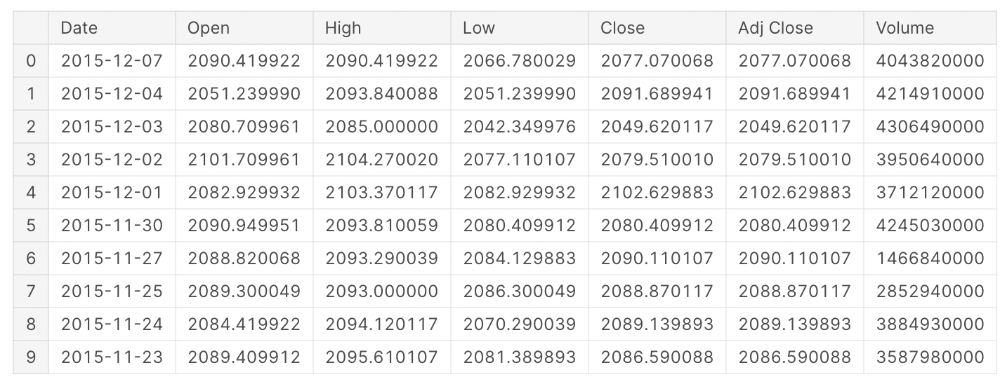 Date Open High Low Close Adj Close Volume
0 2015-12-07 2090.419922 2090.419922 2066.780029 2077.070068 2077.070068 4043820000
1 2015-12-04 2051.239990 2093.840088 2051.239990 2091.689941 2091.689941 4214910000
2 2015-12-03 2080.709961 2085.000000 2042.349976 2049.620117 2049.620117 4306490000
3 2015-12-02 2101.709961 2104.270020 2077.110107 2079.510010 2079.510010 3950640000
4 2015-12-01 2082.929932 2103.370117 2082.929932 2102.629883 2102.629883 3712120000
5 2015-11-30 2090.949951 2093.810059 2080.409912 2080.409912 2080.409912 4245030000
6 2015-11-27 2088.820068 2093.290039 2084.129883 2090.110107 2090.110107 1466840000
7 2015-11-25 2089.300049 2093.000000 2086.300049 2088.870117 2088.870117 2852940000
8 2015-11-24 2084.419922 2094.120117 2070.290039 2089.139893 2089.139893 3884930000
9 2015-11-23 2089.409912 2095.610107 2081.389893 2086.590088 2086.590088 3587980000